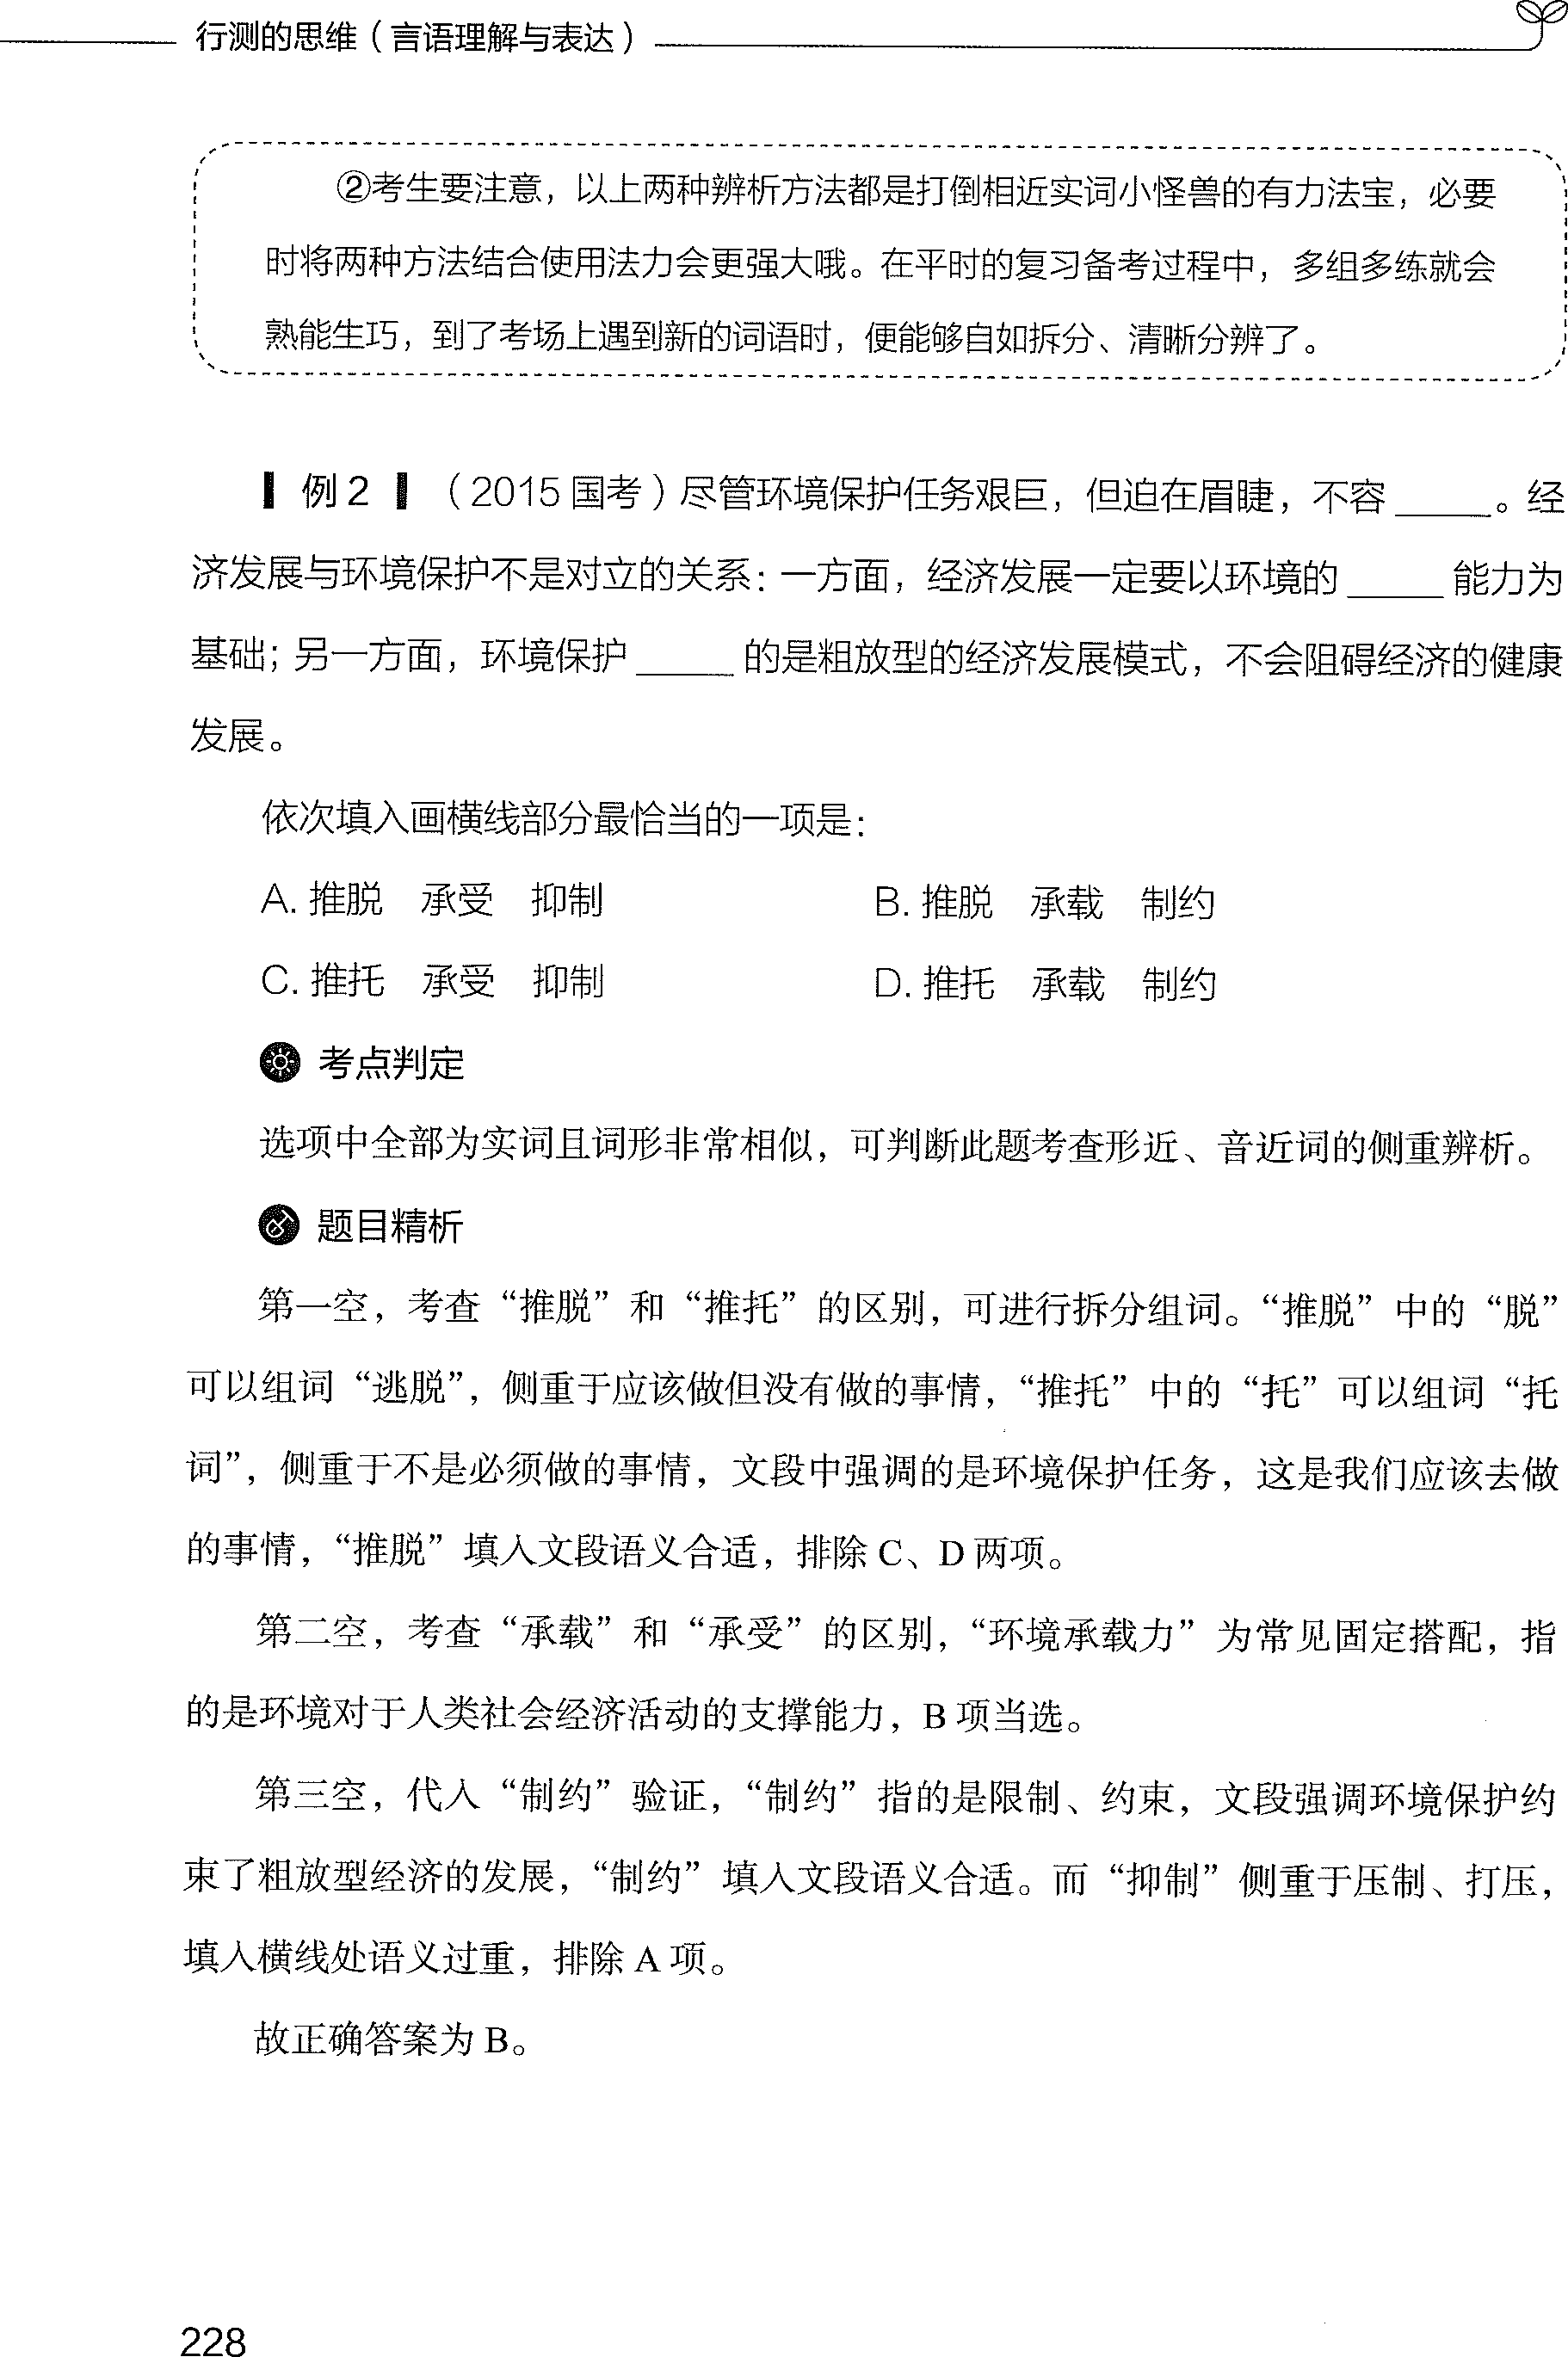 行测的思维（言语理解与表达）
②考生要注意，以上两种辨析方法都是打倒相近实词小怪兽的有力法宝，必要
时将两种方法结合使用法力会更强大哦。在平时的复习备考过程中，多组多练就会
熟能生巧，到了考场上遇到新的词语时，便能够自如拆分、清晰分辨了。
例2 （2015国考）尽管环境保护任务艰巨，但迫在眉睫，不容_____。经
济发展与环境保护不是对立的关系：一方面，经济发展一定要以环境的_____能力为
基础；另一方面，环境保护_____的是粗放型的经济发展模式，不会阻碍经济的健康
发展。
依次填入画横线部分最恰当的一项是：
A. 推脱 承受 抑制 B. 推脱 承载 制约
C. 推托 承受 抑制 D. 推托 承载 制约
考点判定
选项中全部为实词且词形非常相似，可判断此题考查形近、音近词的侧重辨析。
题目精析
第一空，考查“推脱”和“推托”的区别，可进行拆分组词。“推脱”中的“脱”
可以组词“逃脱”，侧重于应该做但没有做的事情，“推托”中的“托”可以组词“托
词”，侧重于不是必须做的事情，文段中强调的是环境保护任务，这是我们应该去做
的事情，“推脱”填入文段语义合适，排除 C、D 两项。
第二空，考查“承载”和“承受”的区别，“环境承载力”为常见固定搭配，指
的是环境对于人类社会经济活动的支撑能力，B 项当选。
第三空，代入“制约”验证，“制约”指的是限制、约束，文段强调环境保护约
束了粗放型经济的发展，“制约”填入文段语义合适。而“抑制”侧重于压制、打压，
填入横线处语义过重，排除 A 项。
故正确答案为 B。
228